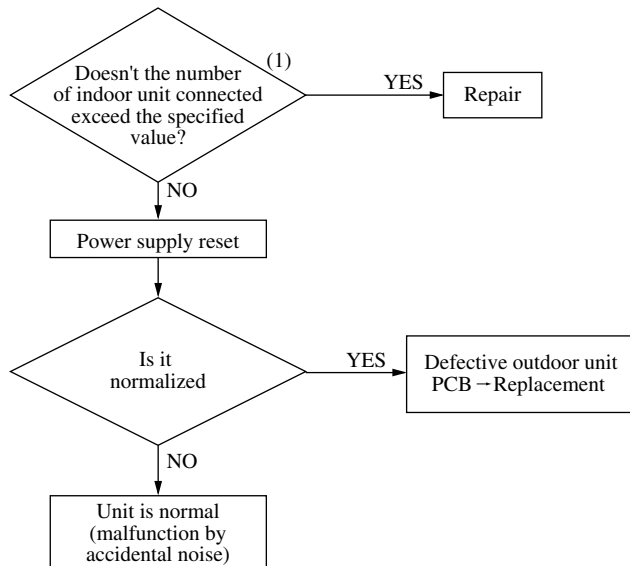 (1)
Doesn't the number
of indoor unit connected
exceed the specified
value?
YES
Repair
NO
Power supply reset
Is it
normalized
YES
Defective outdoor unit
PCB→Replacement
NO
Unit is normal
(malfunction by
accidental noise)